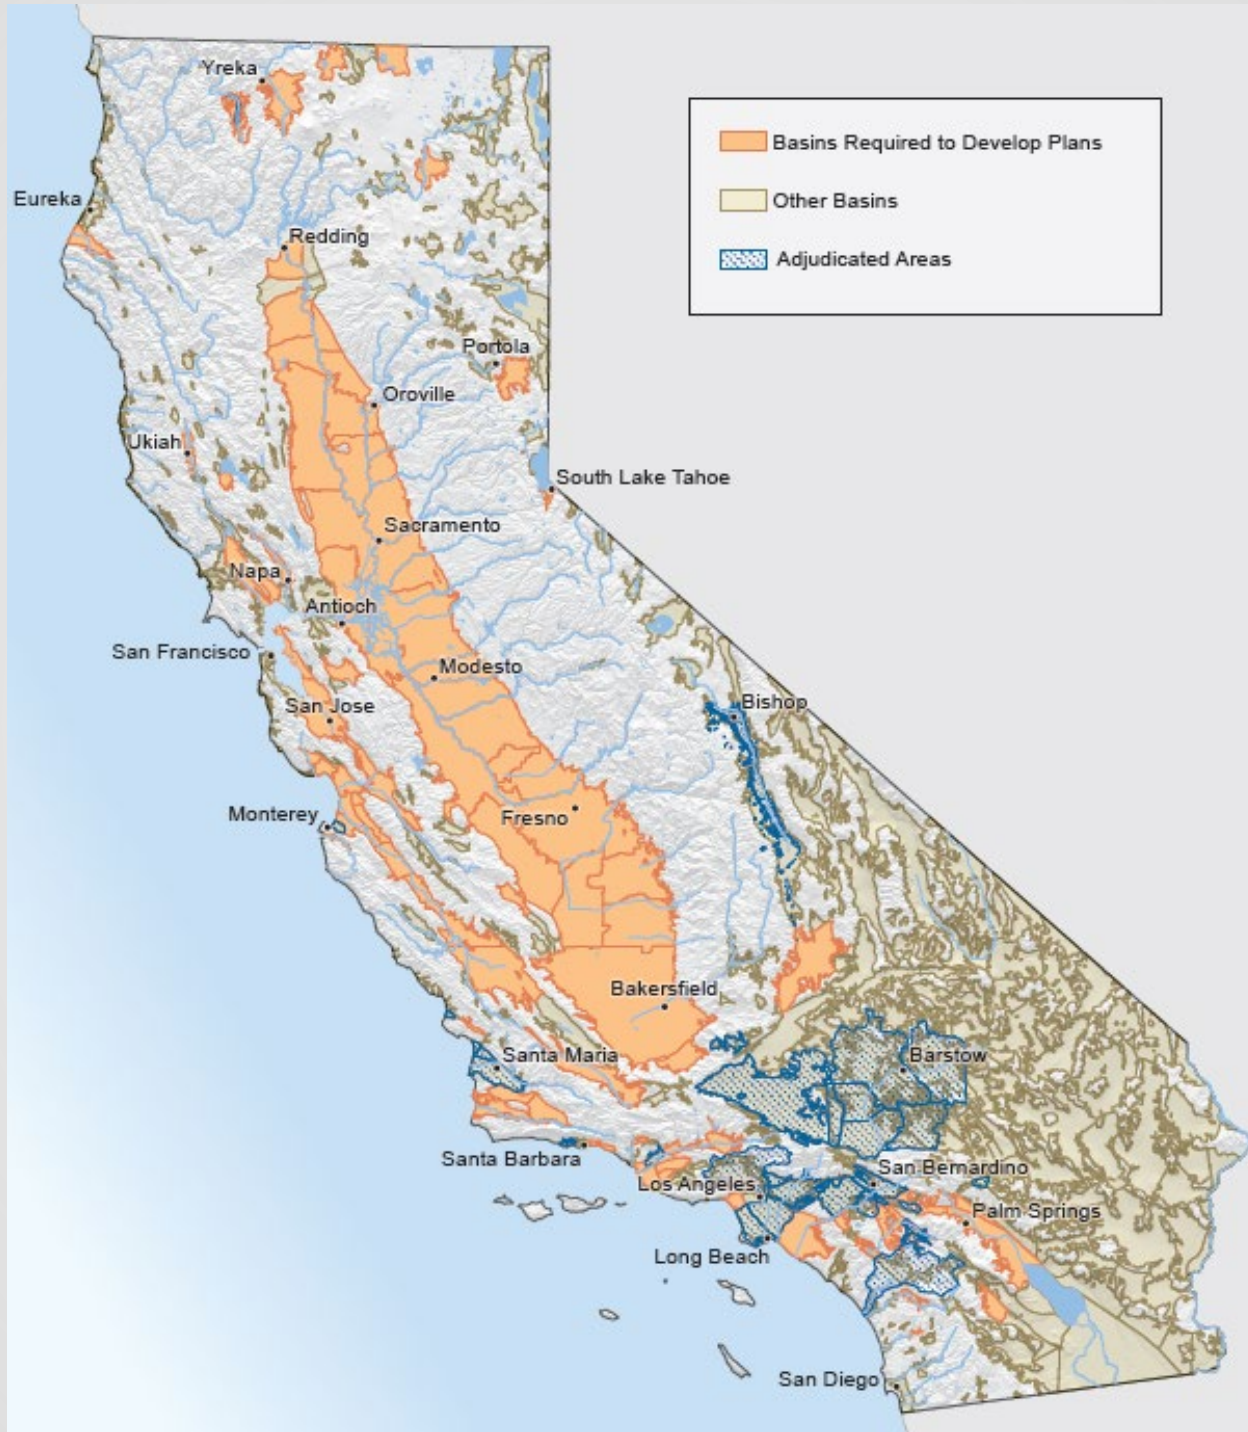 Yreka
Basins Required to Develop Plans
Other Basins
Eureka
Redding
Adjudicated Areas
Portola
Oroville
Ukiah
South Lake Tahoe
Sacramento
Napa
Antioch
San Francisco
Modesto
Bishop
San Jose
Monterey
Fresno
Bakersfield
Santa Maria
Barstow
Santa Barbara
San Bernardino
Los Angeles
Palm Springs
Long Beach
San Diego